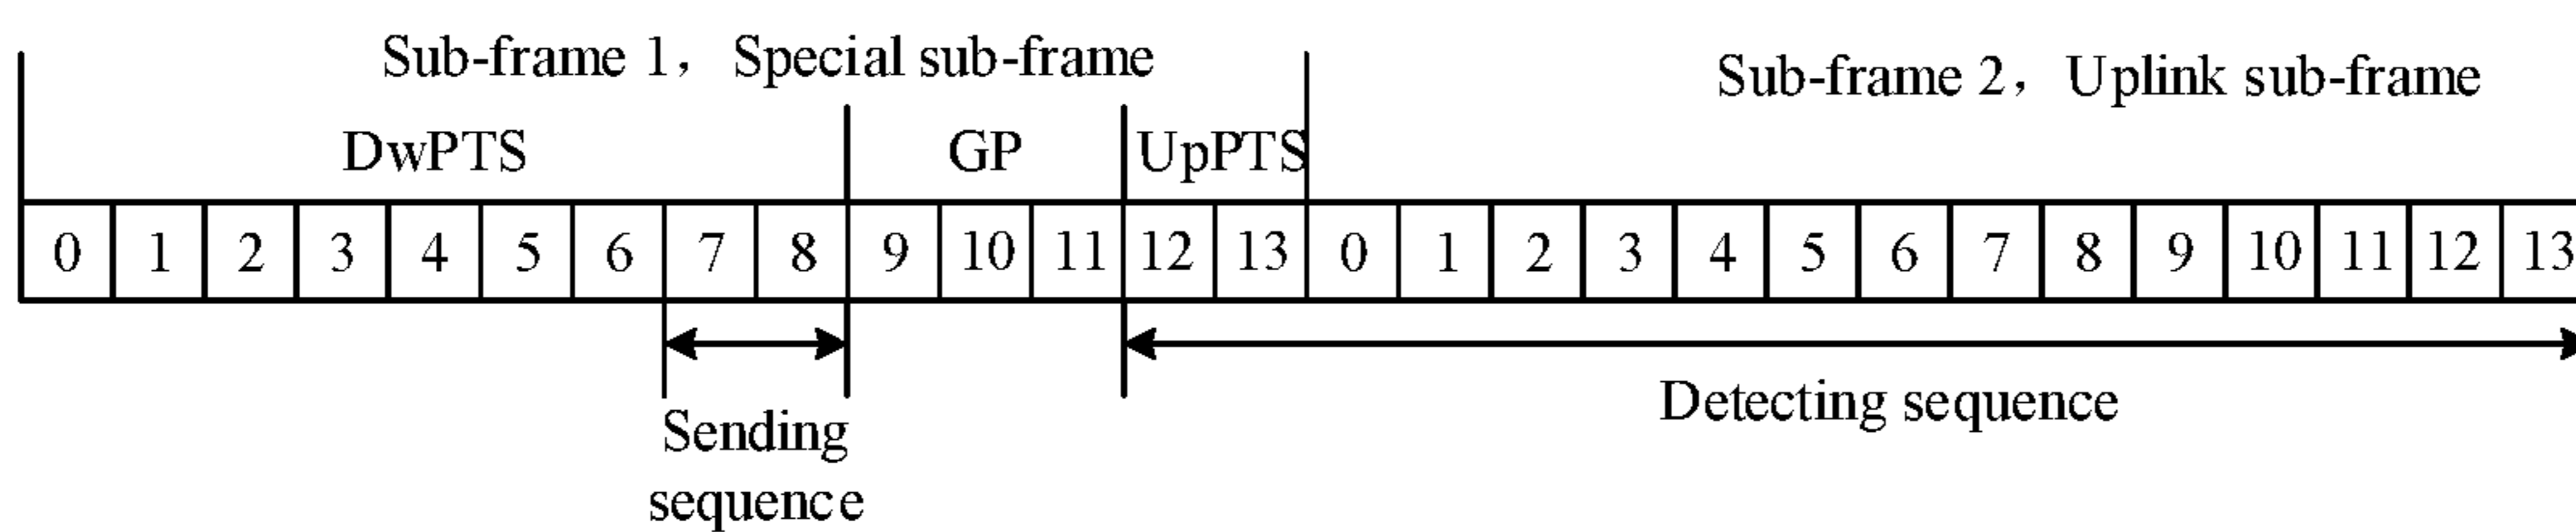 Sub-frame 1，Special sub-frame
Sub-frame 2，Uplink sub-frame
DwPTS GP UpPTS
0 1 2 3 4 5 6 7 8 9 10 11 12 13 0 1 2 3 4 5 6 7 8 9 10 11 12 13
Sending
sequence
Detecting sequence